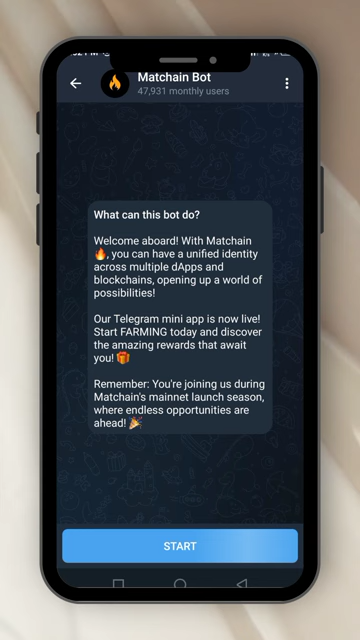 Matchain Bot
47,931 monthly users
What can this bot do?
Welcome aboard! With Matchain
🔥, you can have a unified identity
across multiple dApps and
blockchains, opening up a world of
possibilities!
Our Telegram mini app is now live!
Start FARMING today and discover
the amazing rewards that await
you! 🎁
Remember: You're joining us during
Matchain's mainnet launch season,
where endless opportunities are
ahead! 🎉
START